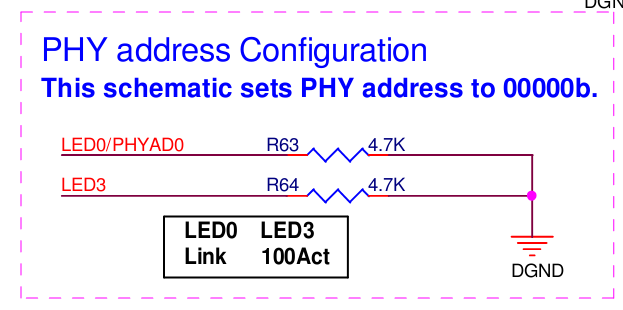 DGN
PHY address Configuration
This schematic sets PHY address to 00000b.
LED0/PHYAD0 R63 4.7K
LED3 R64 4.7K
LED0 LED3
Link 100Act
DGND